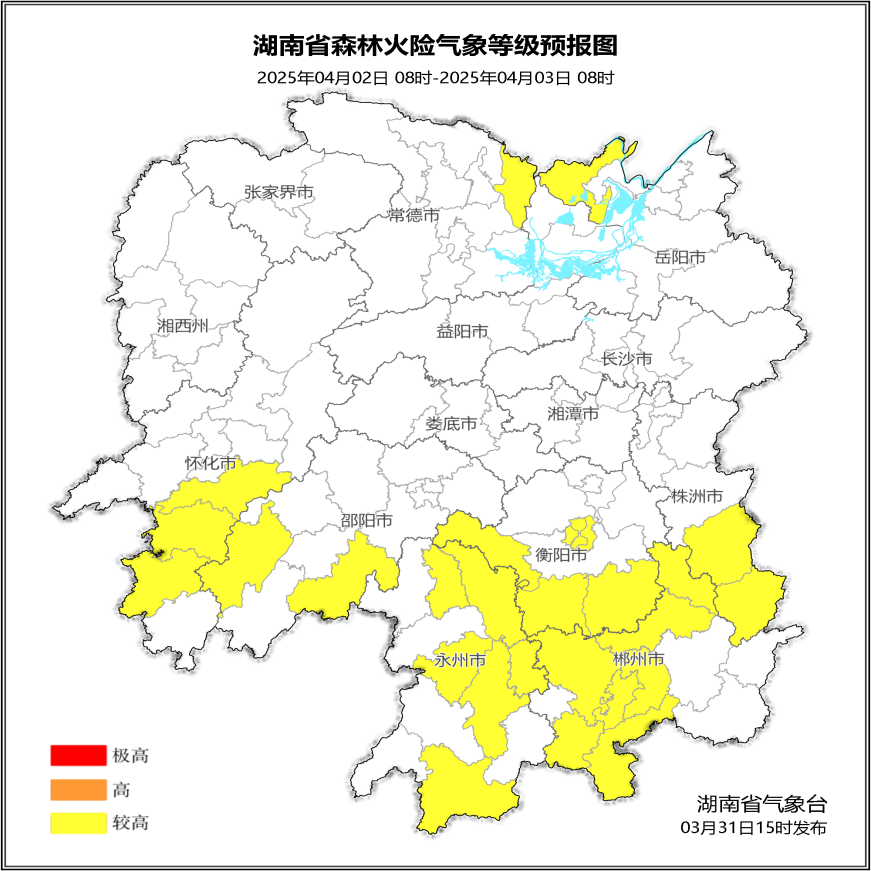 湖南省森林火险气象等级预报图
2025年04月02日 08时-2025年04月03日 08时
张家界市
常德市
岳阳市
湘西州
益阳市
长沙市
娄底市
湘潭市
怀化市
株洲市
邵阳市
衡阳市
永州市
郴州市
极高
高
较高
湖南省气象台
03月31日15时发布